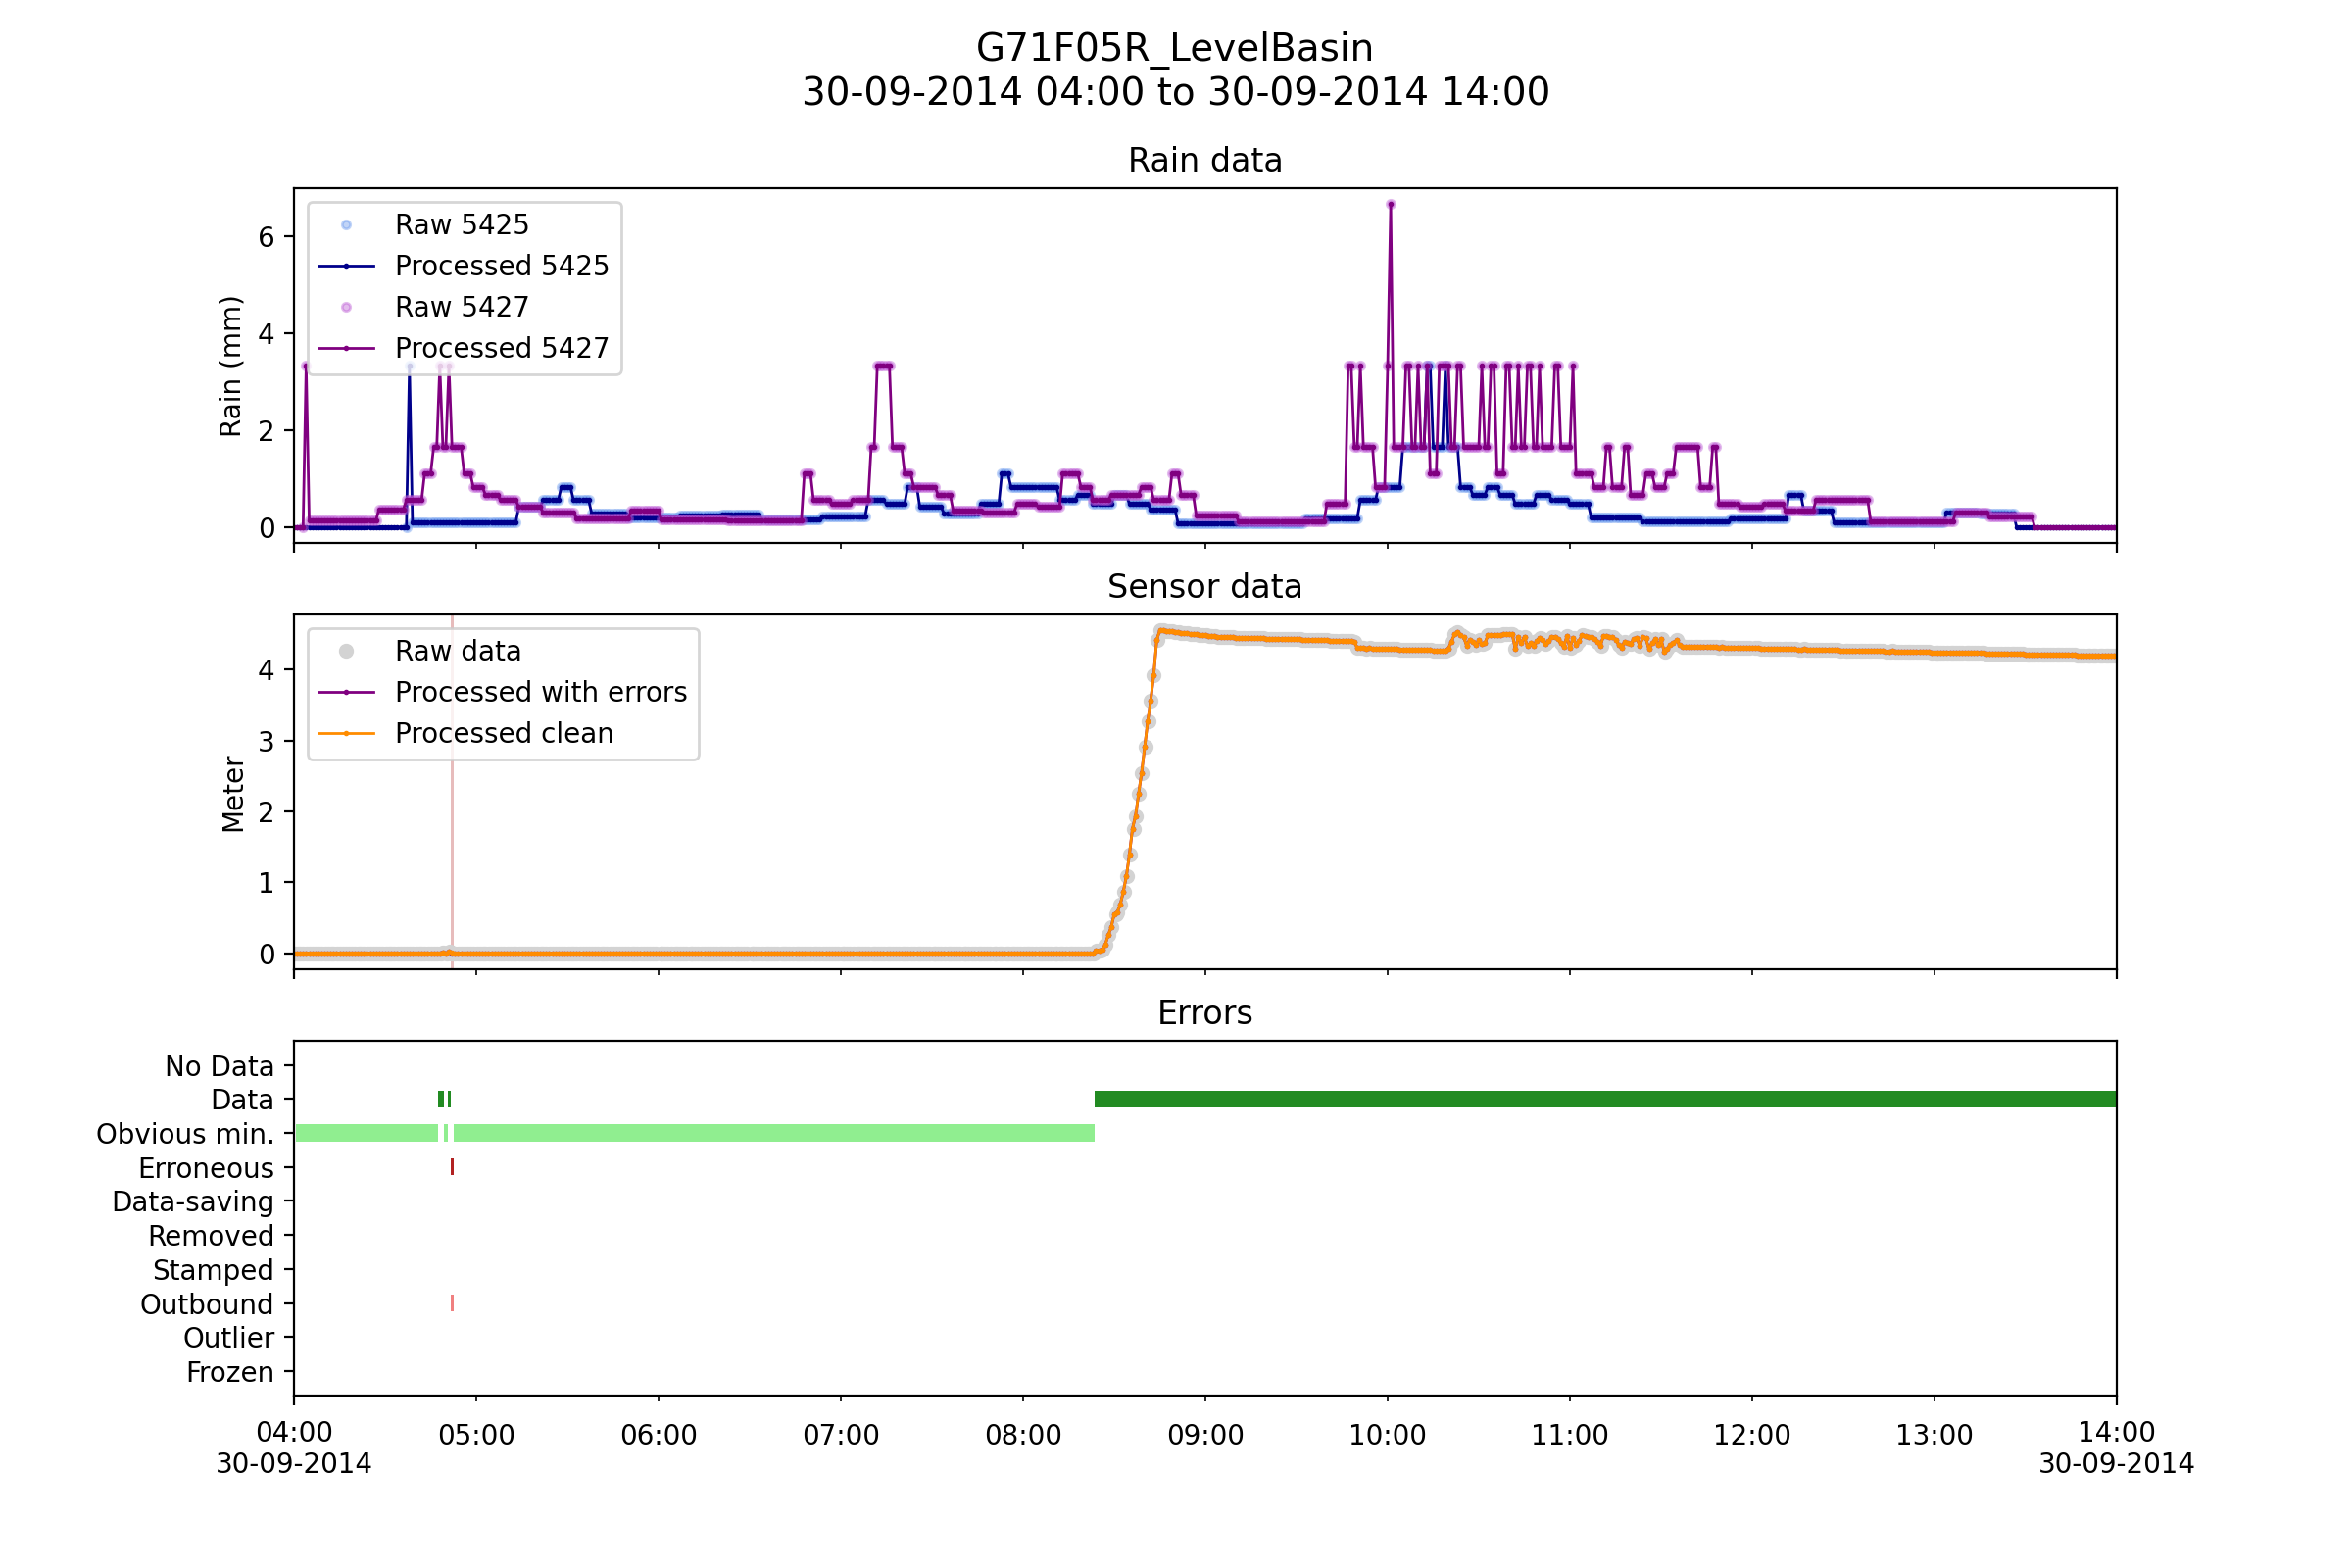 G71F05R_LevelBasin
30-09-2014 04:00 to 30-09-2014 14:00
Rain data
Rain (mm)
6
4
2
0
Raw 5425
Processed 5425
Raw 5427
Processed 5427
Sensor data
Meter
4
3
2
1
0
Raw data
Processed with errors
Processed clean
Errors
No Data
Data
Obvious min.
Erroneous
Data-saving
Removed
Stamped
Outbound
Outlier
Frozen
04:00 05:00 06:00 07:00 08:00 09:00 10:00 11:00 12:00 13:00 14:00
30-09-2014 30-09-2014